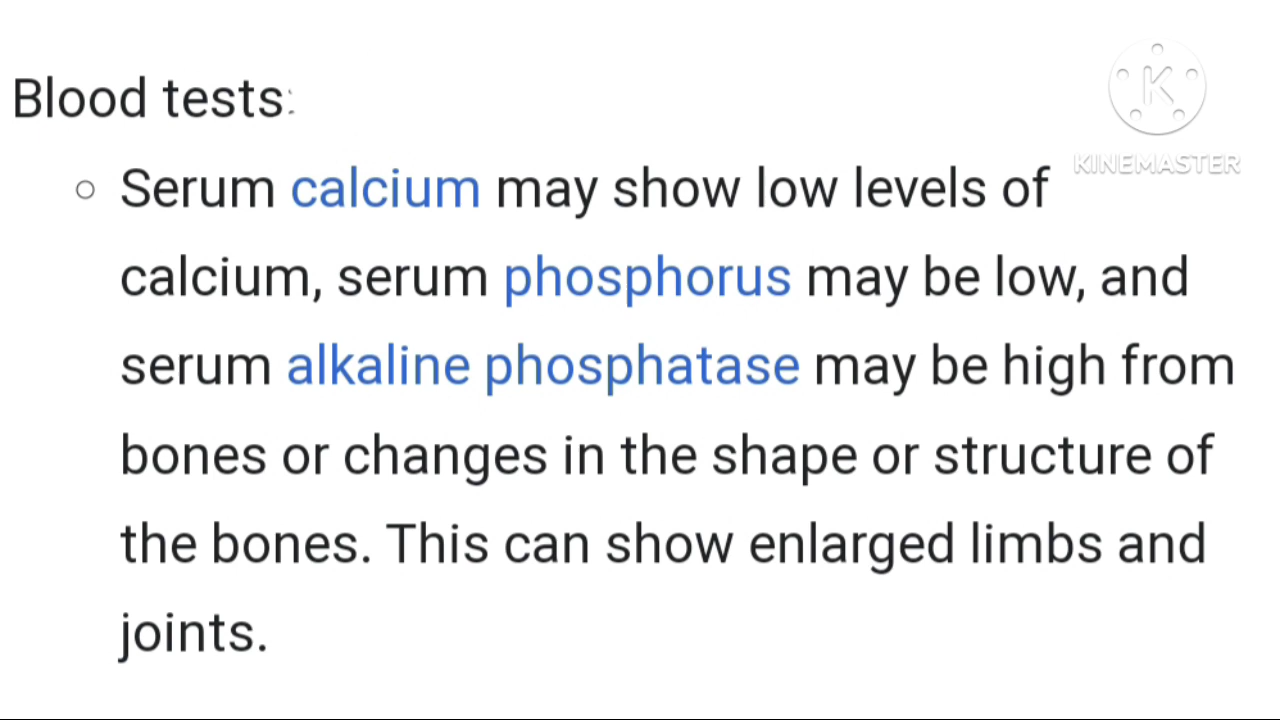 Blood tests:
K
KINEMASTER
○ Serum calcium may show low levels of
calcium, serum phosphorus may be low, and
serum alkaline phosphatase may be high from
bones or changes in the shape or structure of
the bones. This can show enlarged limbs and
joints.